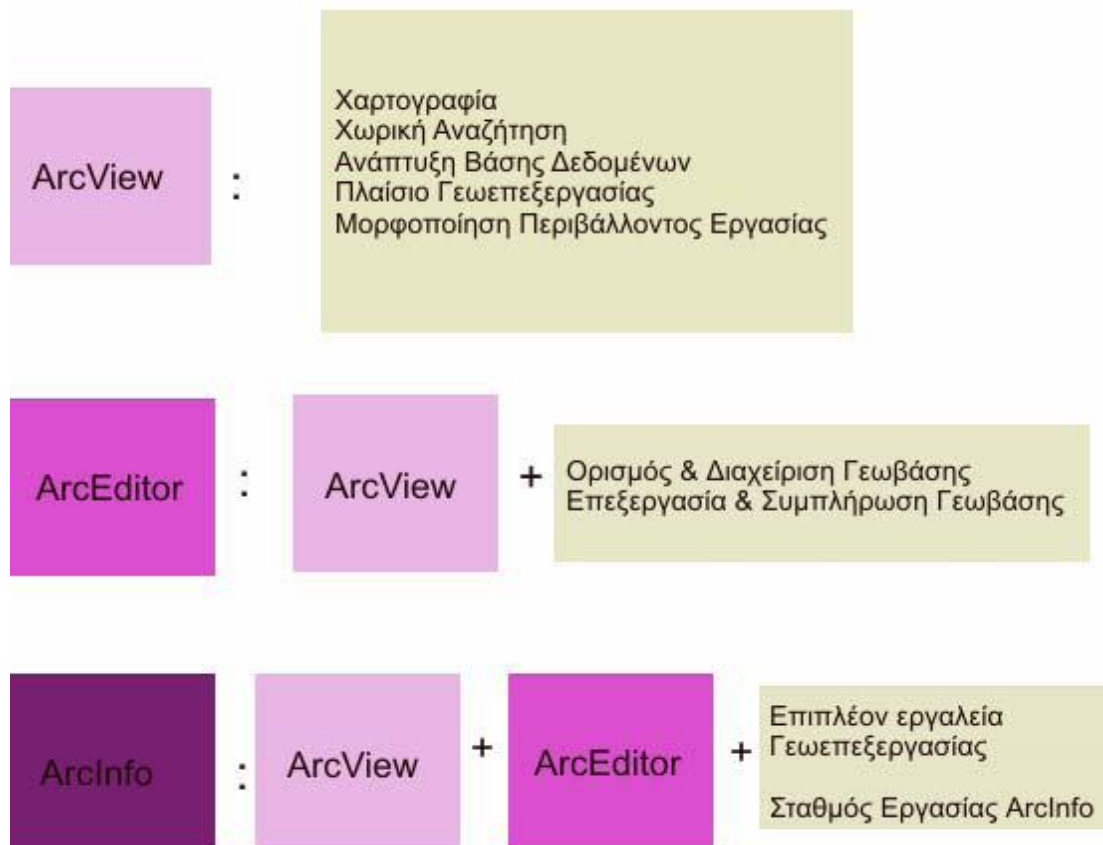 ArcView : Χαρτογραφία
Χωρική Αναζήτηση
Ανάπτυξη Βάσης Δεδομένων
Πλαίσιο Γεωεπεξεργασίας
Μορφοποίηση Περιβάλλοντος Εργασίας
ArcEditor : ArcView + Ορισμός & Διαχείριση Γεωβάσης
Επεξεργασία & Συμπλήρωση Γεωβάσης
ArcInfo : ArcView + ArcEditor + Επιπλέον εργαλεία
Γεωεπεξεργασίας
Σταθμός Εργασίας ArcInfo